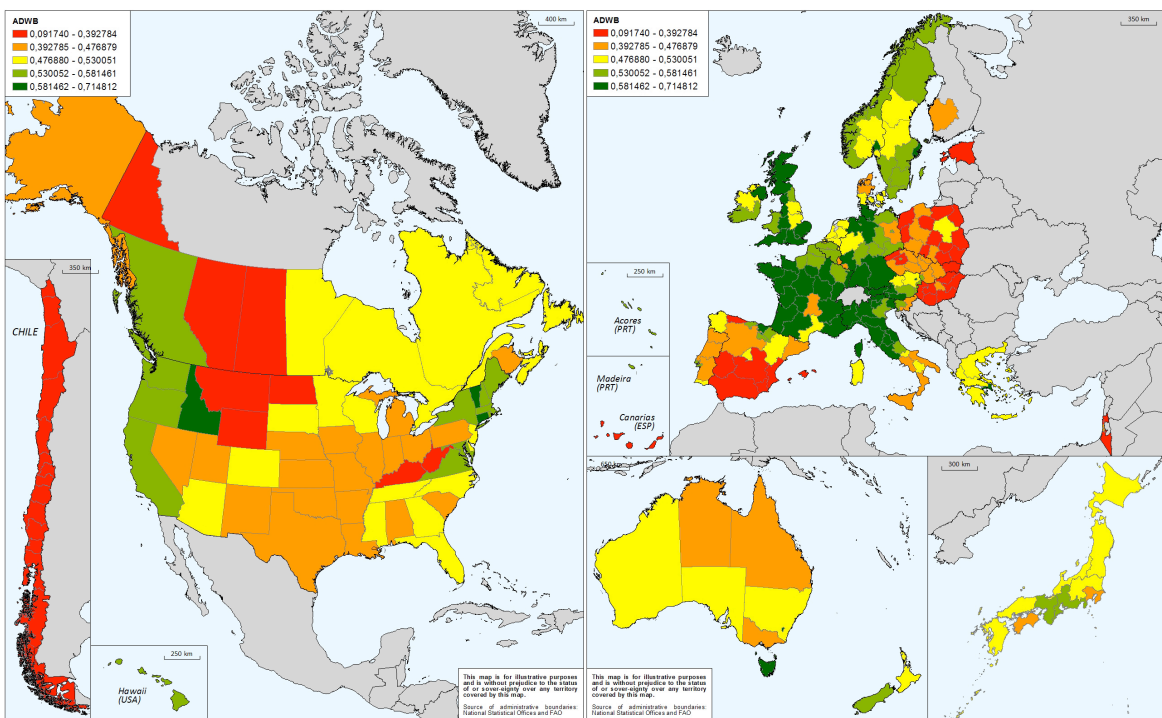 ADWB
0,091740 - 0,392784
0,392785 - 0,476879
0,476880 - 0,530051
0,530052 - 0,581461
0,581462 - 0,714812
400 km
350 km
CHILE
250 km
Hawaii
(USA)
This map is for illustrative purposes
and is without prejudice to the status
of or sover-eignty over any territory
covered by this map.
Source of administrative boundaries:
National Statistical Offices and FAO
ADWB
0,091740 - 0,392784
0,392785 - 0,476879
0,476880 - 0,530051
0,530052 - 0,581461
0,581462 - 0,714812
350 km
250 km
Acores
(PRT)
Madeira
(PRT)
Canarias
(ESP)
km
300 km
This map is for illustrative purposes
and is without prejudice to the status
of or sover-eignty over any territory
covered by this map.
Source of administrative boundaries:
National Statistical Offices and FAO